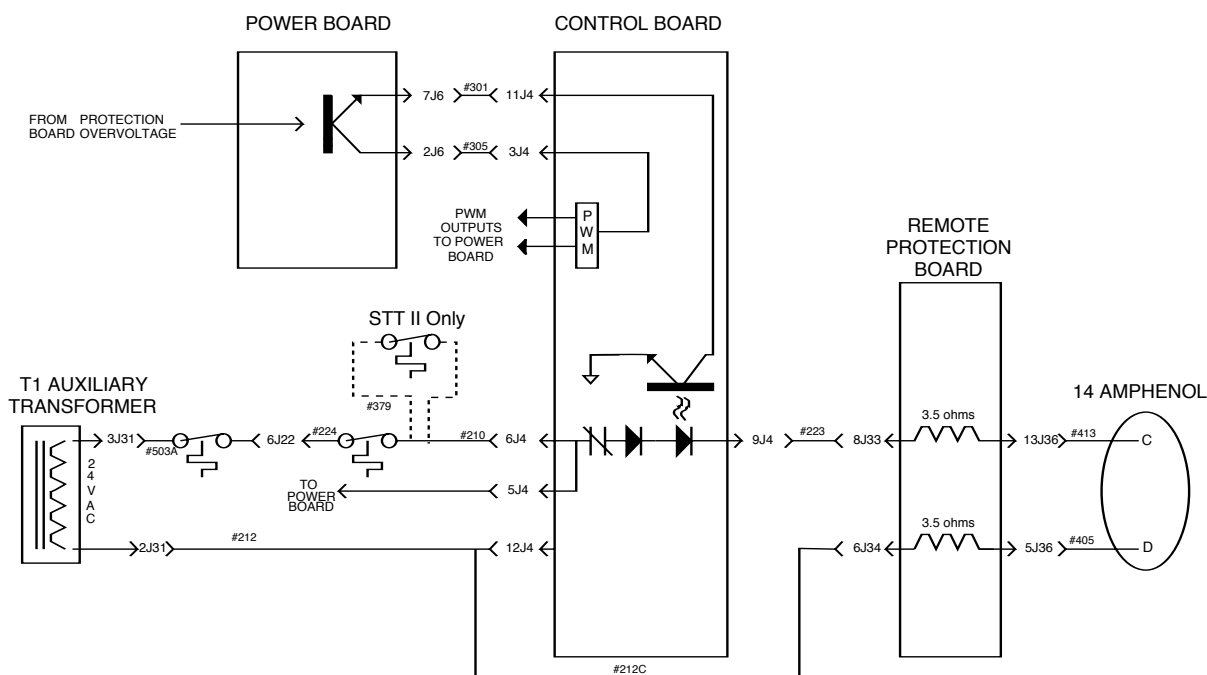 POWER BOARD
CONTROL BOARD
7J6
#301
11J4
FROM PROTECTION
BOARD OVERVOLTAGE
2J6
#305
3J4
PWM
OUTPUTS
TO POWER
BOARD
P
W
M
REMOTE
PROTECTION
BOARD
STT II Only
T1 AUXILIARY
TRANSFORMER
#379
14 AMPHENOL
3J31
#503A
6J22
#224
#210
6J4
9J4
#223
8J33
3.5 ohms
13J36
#413
C
2
4
V
A
C
TO
POWER
BOARD
5J4
2J31
#212
12J4
6J34
3.5 ohms
5J36
#405
D
#212C